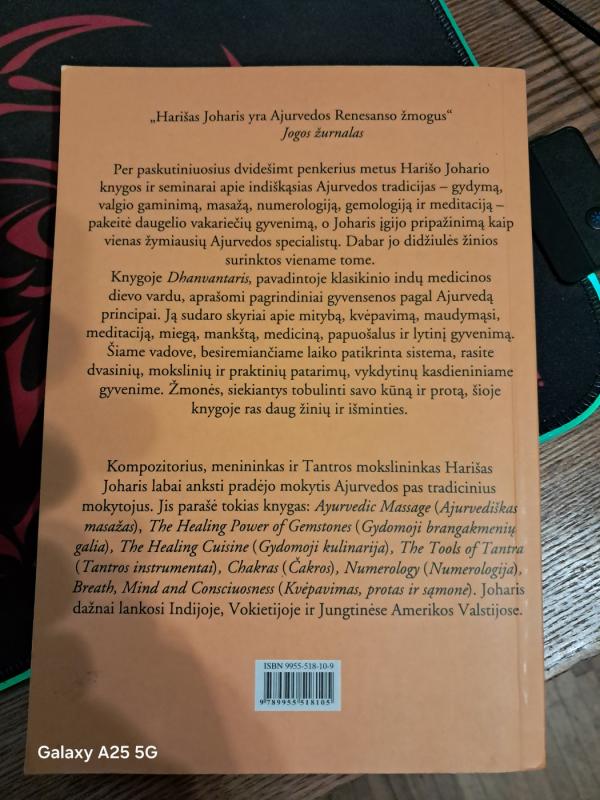 „Harišas Joharis yra Ajurvedos Renesanso žmogus“
Jogos žurnalas
Per paskutiniuosius dvidešimt penkerius metus Harišo Johario
knygos ir seminarai apie indiškąsias Ajurvedos tradicijas – gydymą,
valgio gaminimą, masažą, numerologiją, gemologiją ir meditaciją –
pakeitė daugelio vakariečių gyvenimą, o Joharis įgijo pripažinimą kaip
vienas žymiausių Ajurvedos specialistų. Dabar jo didžiulės žinios
surinktos viename tome.
Knygoje Dhanvantaris, pavadintoje klasikinio indų medicinos
dievo vardu, aprašomi pagrindiniai gyvensenos pagal Ajurvedą
principai. Ją sudaro skyriai apie mitybą, kvėpavimą, maudymąsi,
meditaciją, miegą, mankštą, mediciną, papuošalus ir lytinį gyvenimą.
Šiame vadove, besiremiančiame laiko patikrinta sistema, rasite
dvasinių, mokslinių ir praktinių patarimų, vykdytinų kasdieniniame
gyvenime. Žmonės, siekiantys tobulinti savo kūną ir protą, šioje
knygoje ras daug žinių ir išminties.
Kompozitorius, menininkas ir Tantros mokslininkas Harišas
Joharis labai anksti pradėjo mokytis Ajurvedos pas tradicinius
mokytojus. Jis parašė tokias knygas: Ayurvedic Massage (Ajurvediškas
masažas), The Healing Power of Gemstones (Gydomoji brangakmenių
galia), The Healing Cuisine (Gydomoji kulinarija), The Tools of Tantra
(Tantros instrumentai), Chakras (Čakros), Numerology (Numerologija),
Breath, Mind and Consciuosness (Kvėpavimas, protas ir sąmonė). Joharis
dažnai lankosi Indijoje, Vokietijoje ir Jungtinėse Amerikos Valstijose.
ISBN 9955-518-10-9
9 789955 518105
Galaxy A25 5G